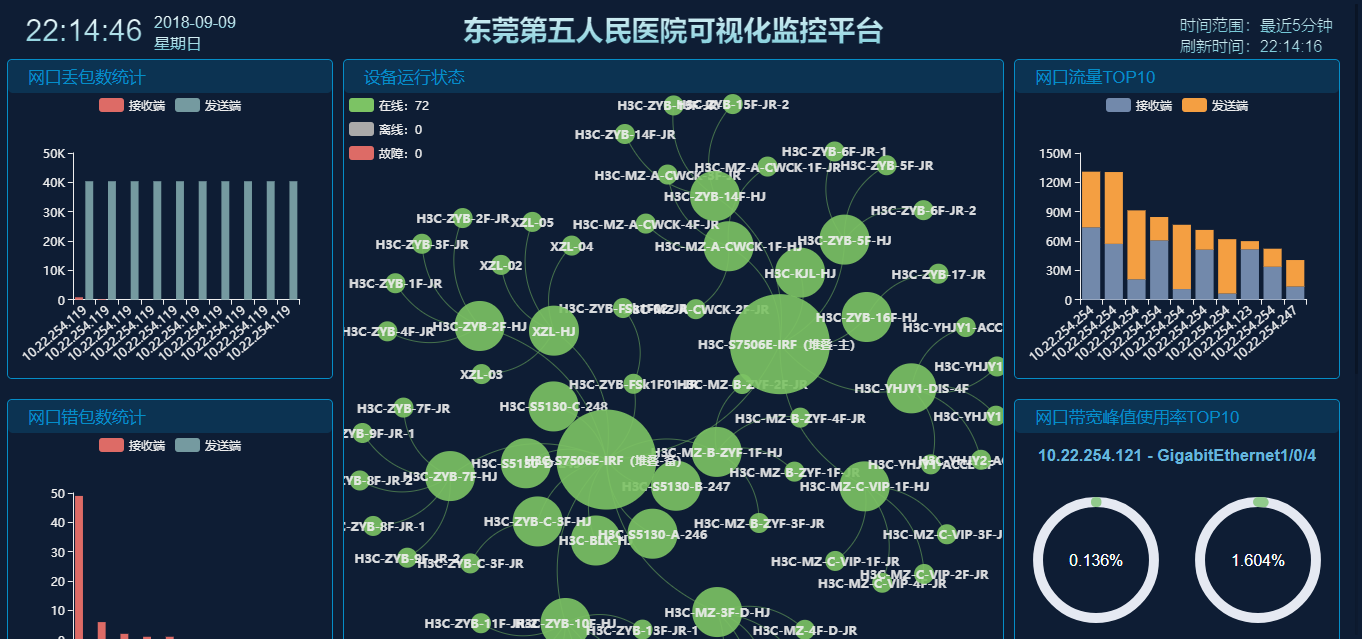 22:14:46
2018-09-09
星期日
东莞第五人民医院可视化监控平台
时间范围：最近5分钟
刷新时间：22:14:16
网口丢包数统计
接收端 发送端
50K
40K
30K
20K
10K
0
10.22.254.119
10.22.254.119
10.22.254.119
10.22.254.119
10.22.254.119
10.22.254.119
10.22.254.119
10.22.254.119
10.22.254.119
10.22.254.119
网口错包数统计
接收端 发送端
50
40
30
20
10
设备运行状态
在线：72
离线：0
故障：0
H3C-ZYB-15F-JR-2
H3C-ZYB-14F-JR
H3C-ZYB-6F-JR-1
H3C-MZ-A-CWCK-1F-JR
H3C-ZYB-5F-JR
H3C-MZ-A-CWCK-3F-JR
H3C-ZYB-14F-HJ
H3C-ZYB-6F-JR-2
H3C-ZYB-2F-JR
XZL-05
H3C-MZ-A-CWCK-4F-JR
H3C-ZYB-5F-HJ
H3C-ZYB-3F-JR
XZL-04
H3C-MZ-A-CWCK-1F-HJ
XZL-02
H3C-KJL-HJ
H3C-ZYB-17-JR
H3C-ZYB-1F-JR
H3C-MZ-A-CWCK-2F-JR
H3C-ZYB-16F-HJ
H3C-ZYB-4F-JR
H3C-ZYB-2F-HJ
XZL-HJ
H3C-YHJY1-ACC
H3C-S7506E-IRF (堆叠-主)
H3C-YHJY1
XZL-03
H3C-ZYB-FSk1F01-JR
H3C-MZ-B-ZYF-2F-JR
H3C-YHJY1-DIS-4F
H3C-ZYB-7F-JR
H3C-S5130-C-248
H3C-MZ-B-ZYF-4F-JR
H3C-YHJY1
ZYB-9F-JR-1
H3C-MZ-B-ZYF-1F-HJ
H3C-S7506E-IRF (堆叠-备)
H3C-YHJY2-A
YB-8F-JR-2
H3C-ZYB-7F-HJ
H3C-MZ-B-ZYF-1F-JR
H3C-S5130-B-247
H3C-MZ-C-VIP-1F-HJ
-ZYB-8F-JR-1
H3C-ZYB-C-3F-HJ
H3C-MZ-B-ZYF-3F-JR
H3C-BLK-HJ
H3C-S5130-A-246
H3C-MZ-C-VIP-3F-J
H3C-ZYB-9F-JR-2
H3C-ZYB-C-3F-JR
H3C-MZ-C-VIP-1F-JR
H3C-MZ-C-VIP-2F-JR
H3C-MZ-C-VIP-4F-JR
H3C-MZ-3F-D-HJ
H3C-ZYB-11F-JR
H3C-ZYB-10F-HJ
H3C-ZYB-13F-JR-1
H3C-MZ-4F-D-JR
网口流量TOP10
接收端 发送端
150M
120M
90M
60M
30M
0
10.22.254.254
10.22.254.254
10.22.254.254
10.22.254.254
10.22.254.254
10.22.254.254
10.22.254.254
10.22.254.123
10.22.254.254
10.22.254.247
网口带宽峰值使用率TOP10
10.22.254.121 - GigabitEthernet1/0/4
0.136%
1.604%